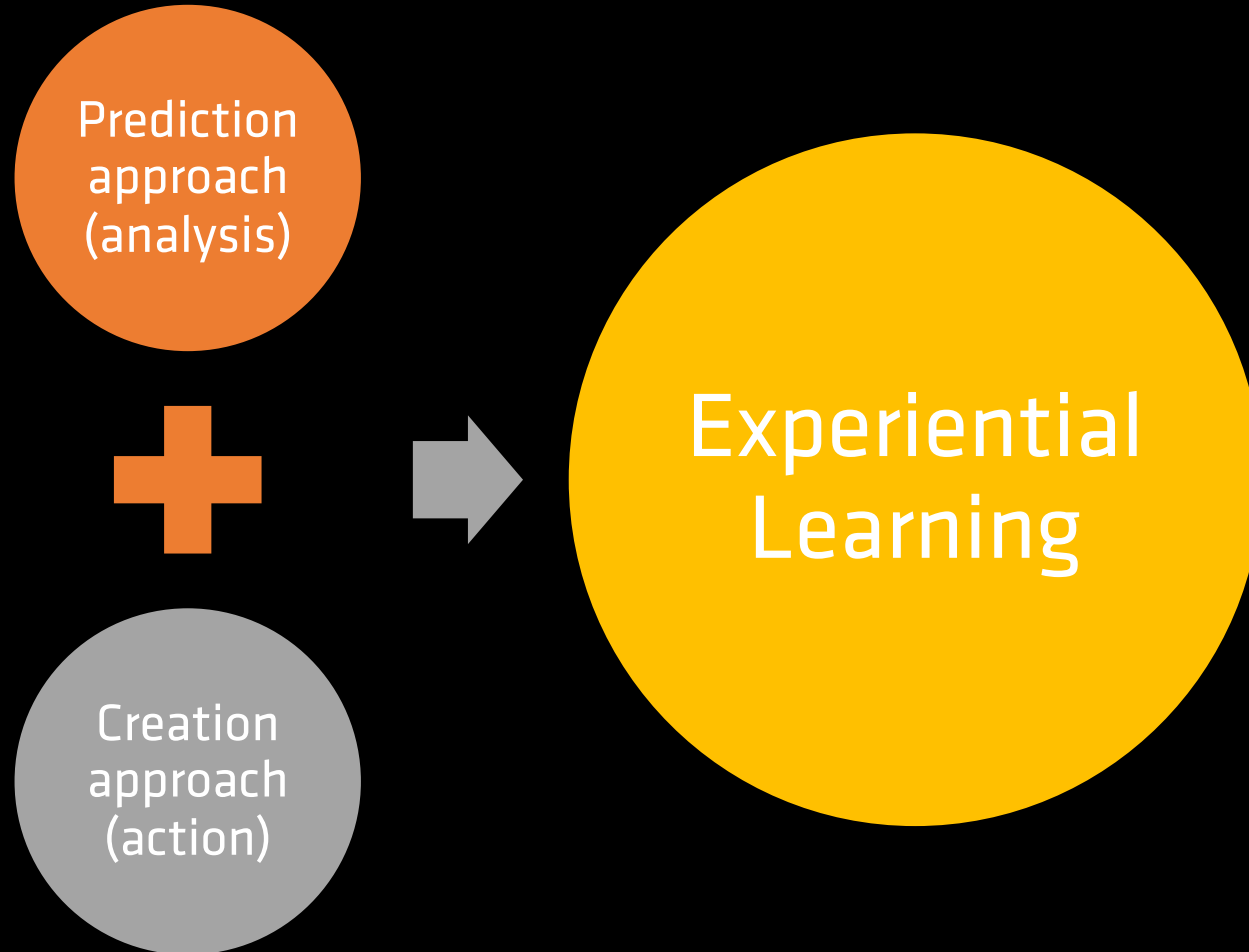 Prediction
approach
(analysis)
Creation
approach
(action)
Experiential
Learning